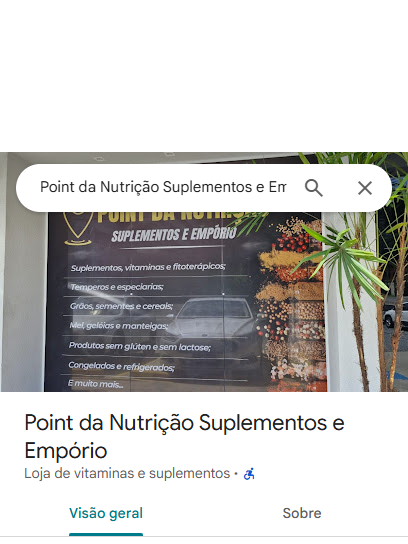 Point da Nutrição Suplementos e Em
POINT DA NUTRI
SUPLEMENTOS E EMPÓRIO
Suplementos, vitaminas e fitoterápicos;
Temperos e especiarias;
Grãos, sementes e cereais;
Mel, geléias e manteigas;
Produtos sem glúten e sem lactose;
Congelados e refrigerados;
E muito mais...
Point da Nutrição Suplementos e
Empório
Loja de vitaminas e suplementos ·
Visão geral
Sobre